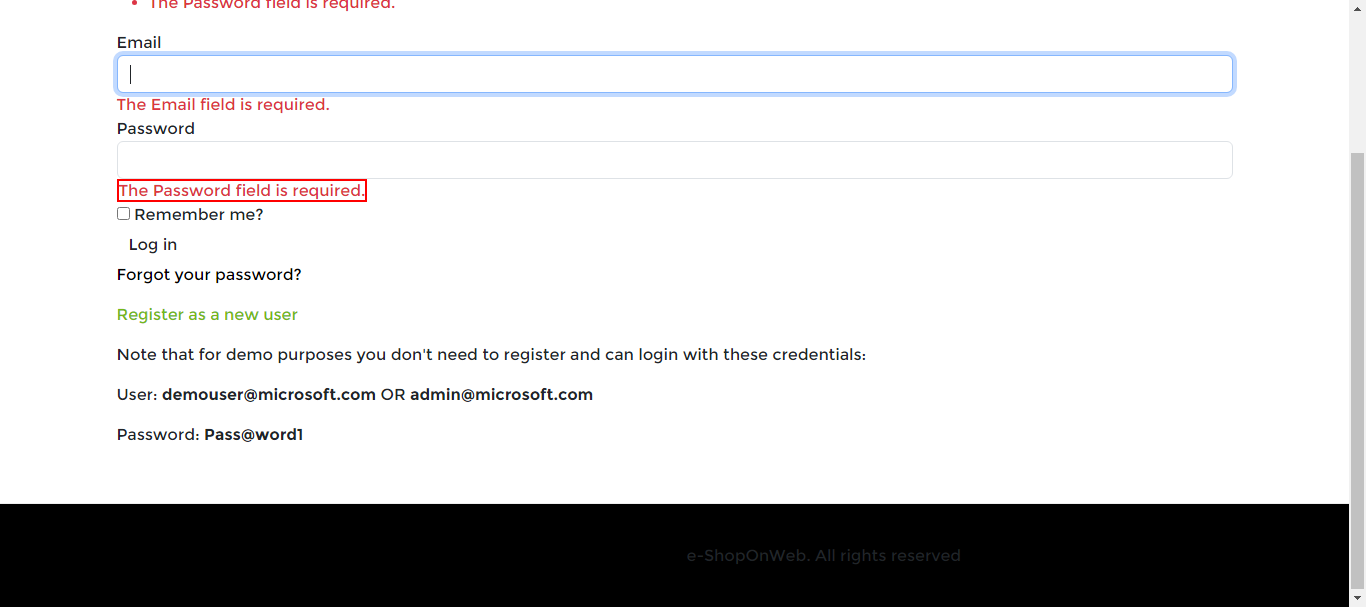 The Password field is required.
Email
The Email field is required.
Password
The Password field is required.
Remember me?
Log in
Forgot your password?
Register as a new user
Note that for demo purposes you don't need to register and can login with these credentials:
User: demouser@microsoft.com OR admin@microsoft.com
Password: Pass@word1
e-ShopOnWeb. All rights reserved